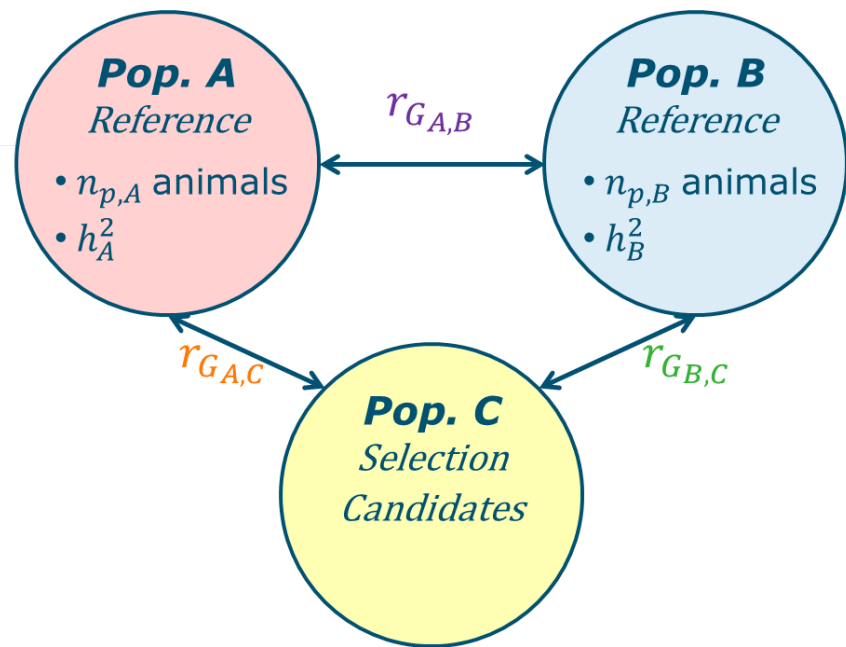 Pop. A
Reference
• n_{p,A} animals
• h_A^2
r_{G_{A,B}}
Pop. B
Reference
• n_{p,B} animals
• h_B^2
r_{G_{A,C}}
r_{G_{B,C}}
Pop. C
Selection
Candidates